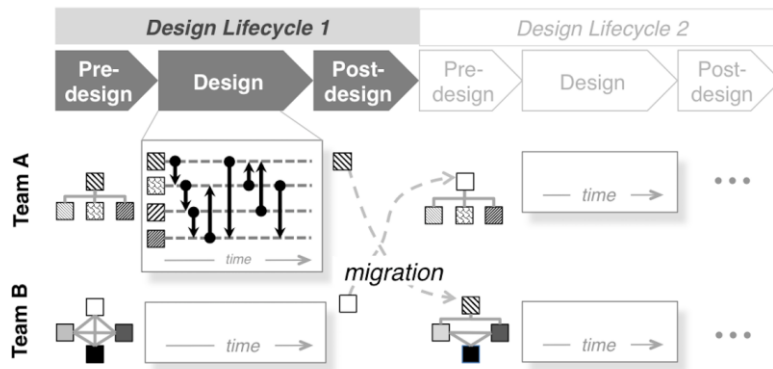 Design Lifecycle 1
Design Lifecycle 2
Pre-
design
Design
Post-
design
Pre-
design
Design
Post-
design
Team A
time
time
migration
Team B
time
time